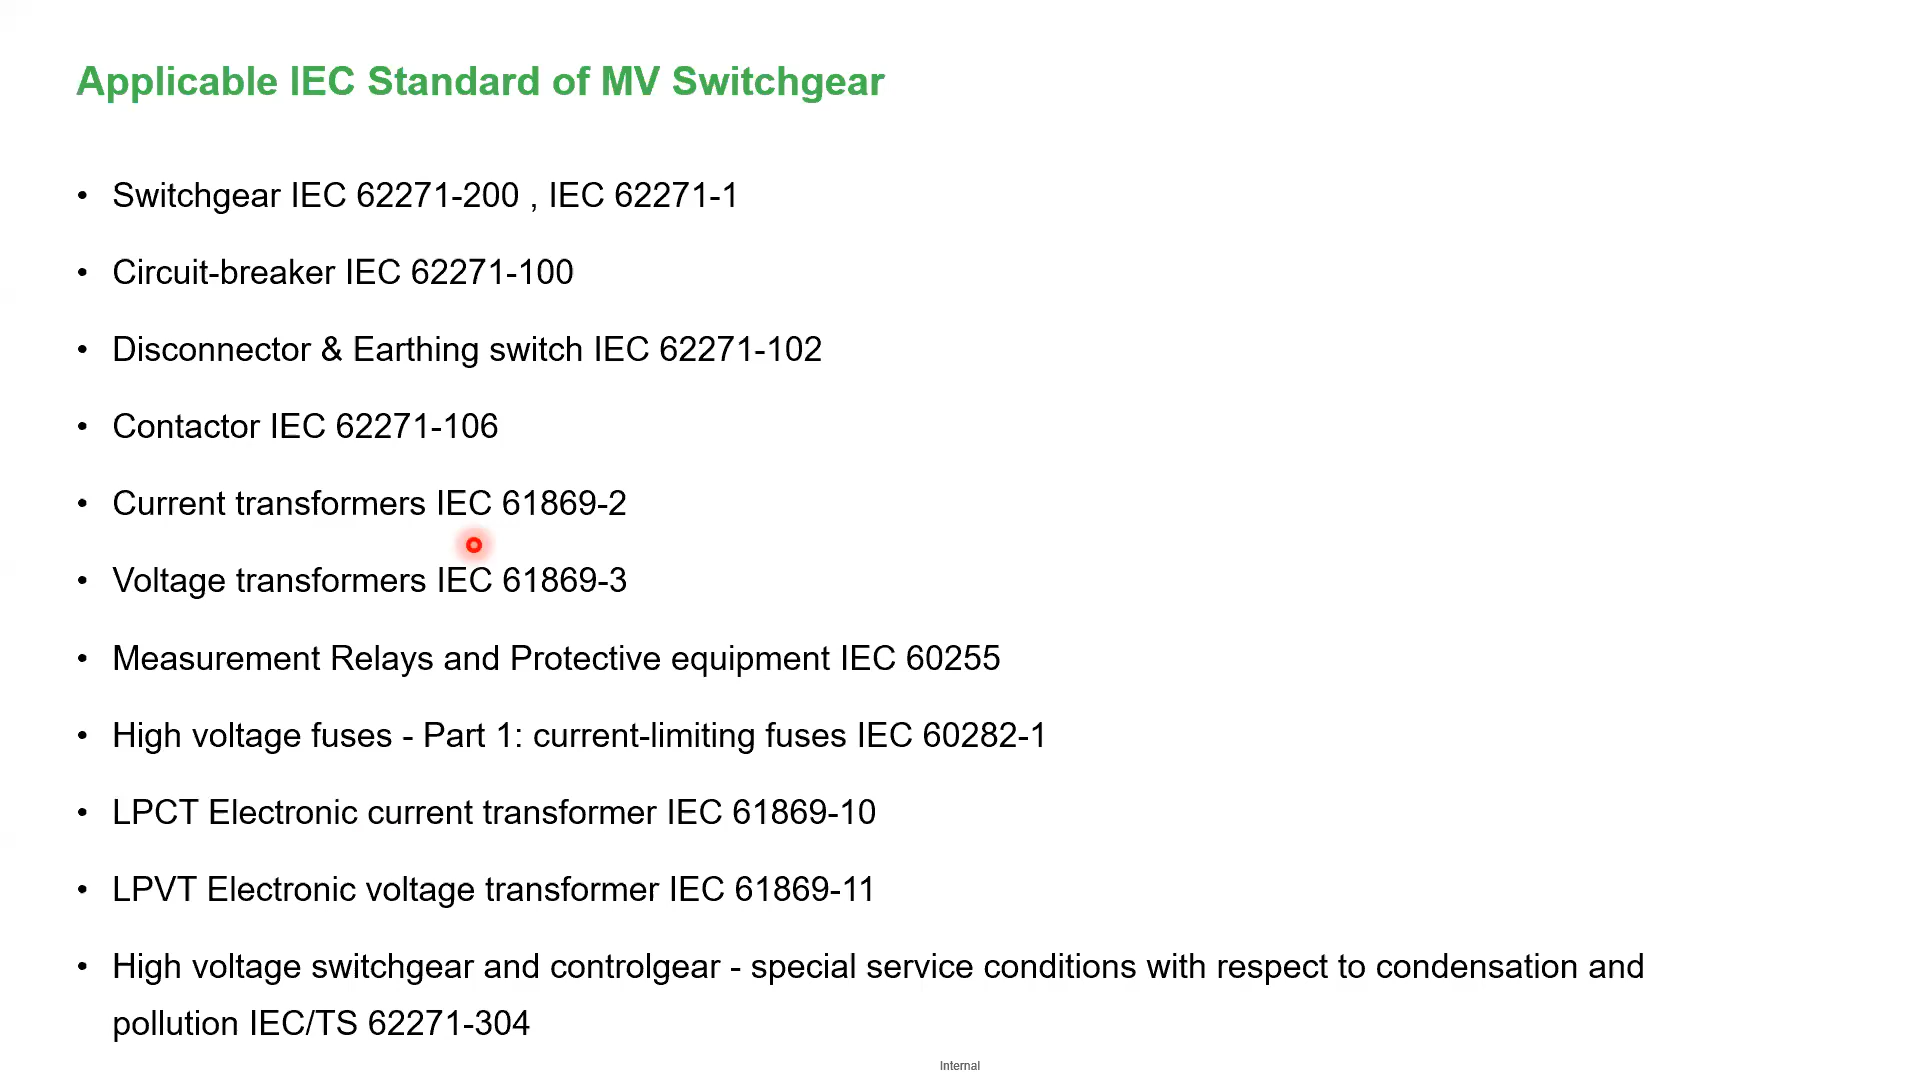 Applicable IEC Standard of MV Switchgear
• Switchgear IEC 62271-200 , IEC 62271-1
• Circuit-breaker IEC 62271-100
• Disconnector & Earthing switch IEC 62271-102
• Contactor IEC 62271-106
• Current transformers IEC 61869-2
• Voltage transformers IEC 61869-3
• Measurement Relays and Protective equipment IEC 60255
• High voltage fuses - Part 1: current-limiting fuses IEC 60282-1
• LPCT Electronic current transformer IEC 61869-10
• LPVT Electronic voltage transformer IEC 61869-11
• High voltage switchgear and controlgear - special service conditions with respect to condensation and
pollution IEC/TS 62271-304
Internal